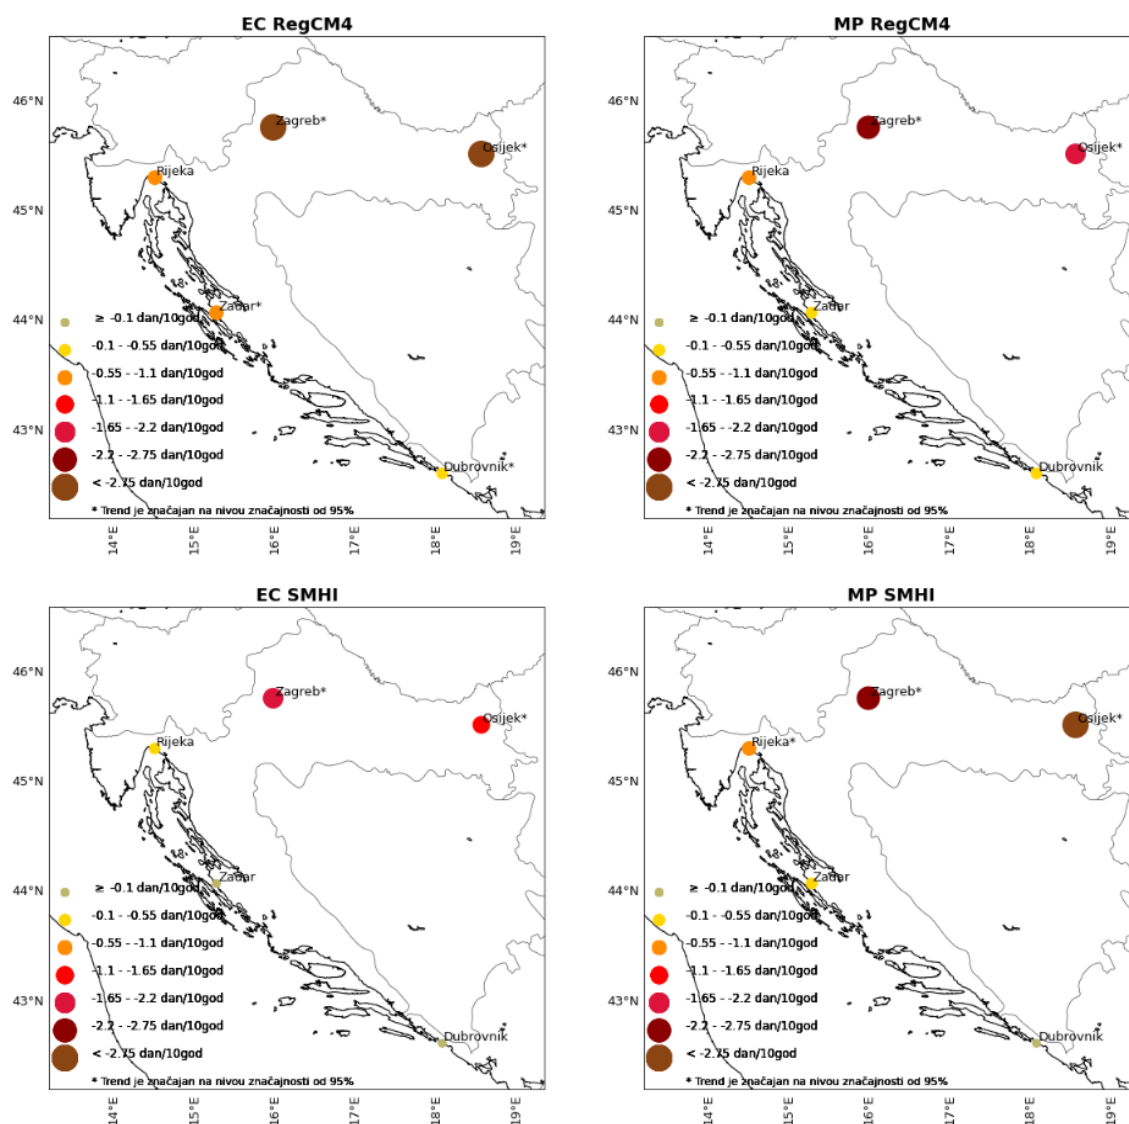 EC RegCM4
MP RegCM4
46°N
Zagreb*
Osijek*
Rijeka
45°N
Zadar*
44°N
≥ -0.1 dan/10god
-0.1 - -0.55 dan/10god
-0.55 - -1.1 dan/10god
-1.1 - -1.65 dan/10god
43°N
-1.65 - -2.2 dan/10god
-2.2 - -2.75 dan/10god
Dubrovnik*
< -2.75 dan/10god
* Trend je značajan na nivou značajnosti od 95%
14°E
15°E
16°E
17°E
18°E
19°E
Zagreb*
Osijek*
Rijeka
Zadar
≥ -0.1 dan/10god
-0.1 - -0.55 dan/10god
-0.55 - -1.1 dan/10god
-1.1 - -1.65 dan/10god
-1.65 - -2.2 dan/10god
-2.2 - -2.75 dan/10god
Dubrovnik
< -2.75 dan/10god
* Trend je značajan na nivou značajnosti od 95%
14°E
15°E
16°E
17°E
18°E
19°E
EC SMHI
MP SMHI
46°N
Zagreb*
Osijek*
Rijeka
45°N
Zadar
44°N
≥ -0.1 dan/10god
-0.1 - -0.55 dan/10god
-0.55 - -1.1 dan/10god
-1.1 - -1.65 dan/10god
43°N
-1.65 - -2.2 dan/10god
-2.2 - -2.75 dan/10god
Dubrovnik
< -2.75 dan/10god
* Trend je značajan na nivou značajnosti od 95%
14°E
15°E
16°E
17°E
18°E
19°E
Zagreb*
Osijek*
Rijeka*
Zadar
≥ -0.1 dan/10god
-0.1 - -0.55 dan/10god
-0.55 - -1.1 dan/10god
-1.1 - -1.65 dan/10god
-1.65 - -2.2 dan/10god
-2.2 - -2.75 dan/10god
Dubrovnik
< -2.75 dan/10god
* Trend je značajan na nivou značajnosti od 95%
14°E
15°E
16°E
17°E
18°E
19°E